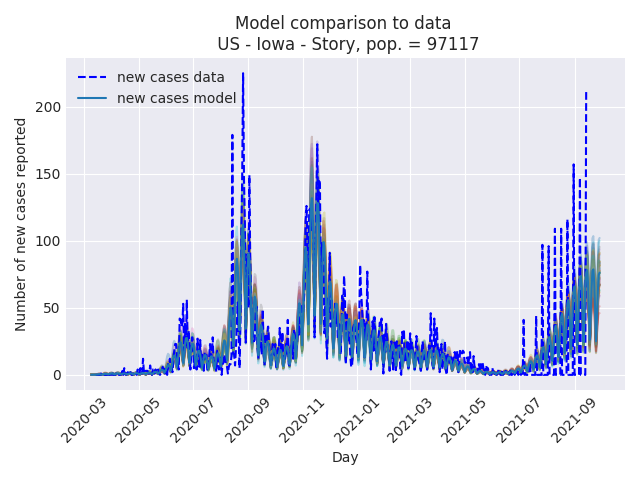 Model comparison to data
US - Iowa - Story, pop. = 97117
new cases data
new cases model
Number of new cases reported
200
150
100
50
0
2020-03
2020-05
2020-07
2020-09
2020-11
2021-01
2021-03
2021-05
2021-07
2021-09
Day